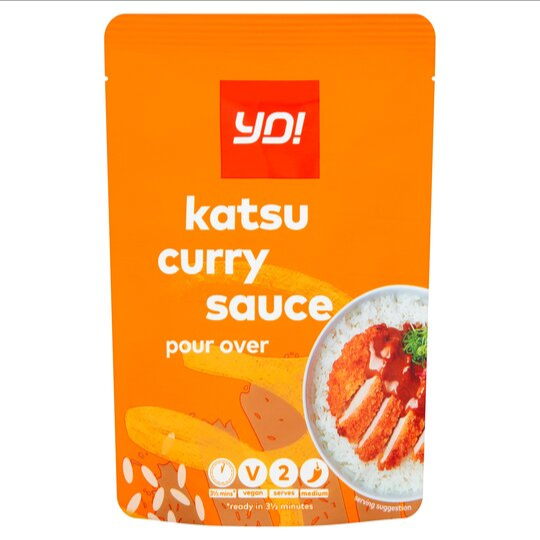 YO!
katsu
curry
sauce
pour over
V
2
3½ mins*
vegan
serves
medium
*ready in 3½ minutes
serving suggestion